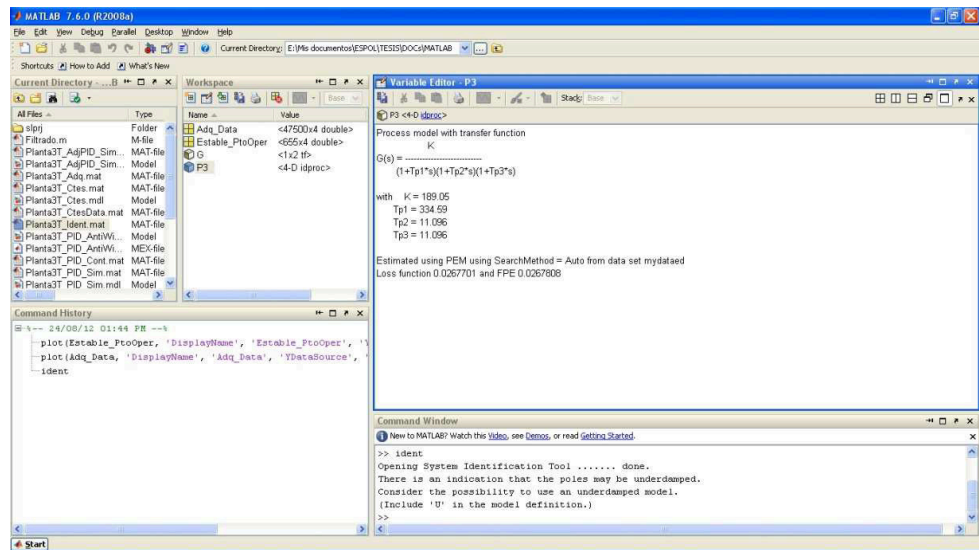 MATLAB 7.6.0 (R2008a)
File Edit View Debug Parallel Desktop Window Help
Current Directory: E:\Mis documentos\ESPOL\TESIS\DOCs\MATLAB
Shortcuts How to Add What's New
Current Directory - ...B
All Files Type
slprj Folder
Filtrado.m M-file
Planta3T_AdjPID_Sim... MAT-file
Planta3T_AdjPID_Sim... Model
Planta3T_Adq.mat MAT-file
Planta3T_Ctes.mat MAT-file
Planta3T_Ctes.mdl Model
Planta3T_CtesData.mat MAT-file
Planta3T_Ident.mat MAT-file
Planta3T_PID_AntiWi... Model
Planta3T_PID_AntiWi... MEX-file
Planta3T_PID_Cont.mat MAT-file
Planta3T_PID_Sim.mat MAT-file
Planta3T_PID_Sim.mdl Model
Workspace
Base
Name Value
Adq_Data <47500x4 double>
Estable_PtoOper <655x4 double>
G <1x2 tf>
P3 <4-D idproc>
Variable Editor - P3
Stack: Base
P3 <4-D idproc>
Process model with transfer function
K
G(s) = ---------------------------
(1+Tp1*s)(1+Tp2*s)(1+Tp3*s)
with K = 189.05
Tp1 = 334.59
Tp2 = 11.096
Tp3 = 11.096
Estimated using PEM using SearchMethod = Auto from data set mydataed
Loss function 0.0267701 and FPE 0.0267808
Command History
%-- 24/08/12 01:44 PM --%
plot(Estable_PtoOper, 'DisplayName', 'Estable_PtoOper', 'Y
plot(Adq_Data, 'DisplayName', 'Adq_Data', 'YDataSource', '
ident
Command Window
New to MATLAB? Watch this Video, see Demos, or read Getting Started.
>> ident
Opening System Identification Tool ....... done.
There is an indication that the poles may be underdamped.
Consider the possibility to use an underdamped model.
(Include 'U' in the model definition.)
>>
Start